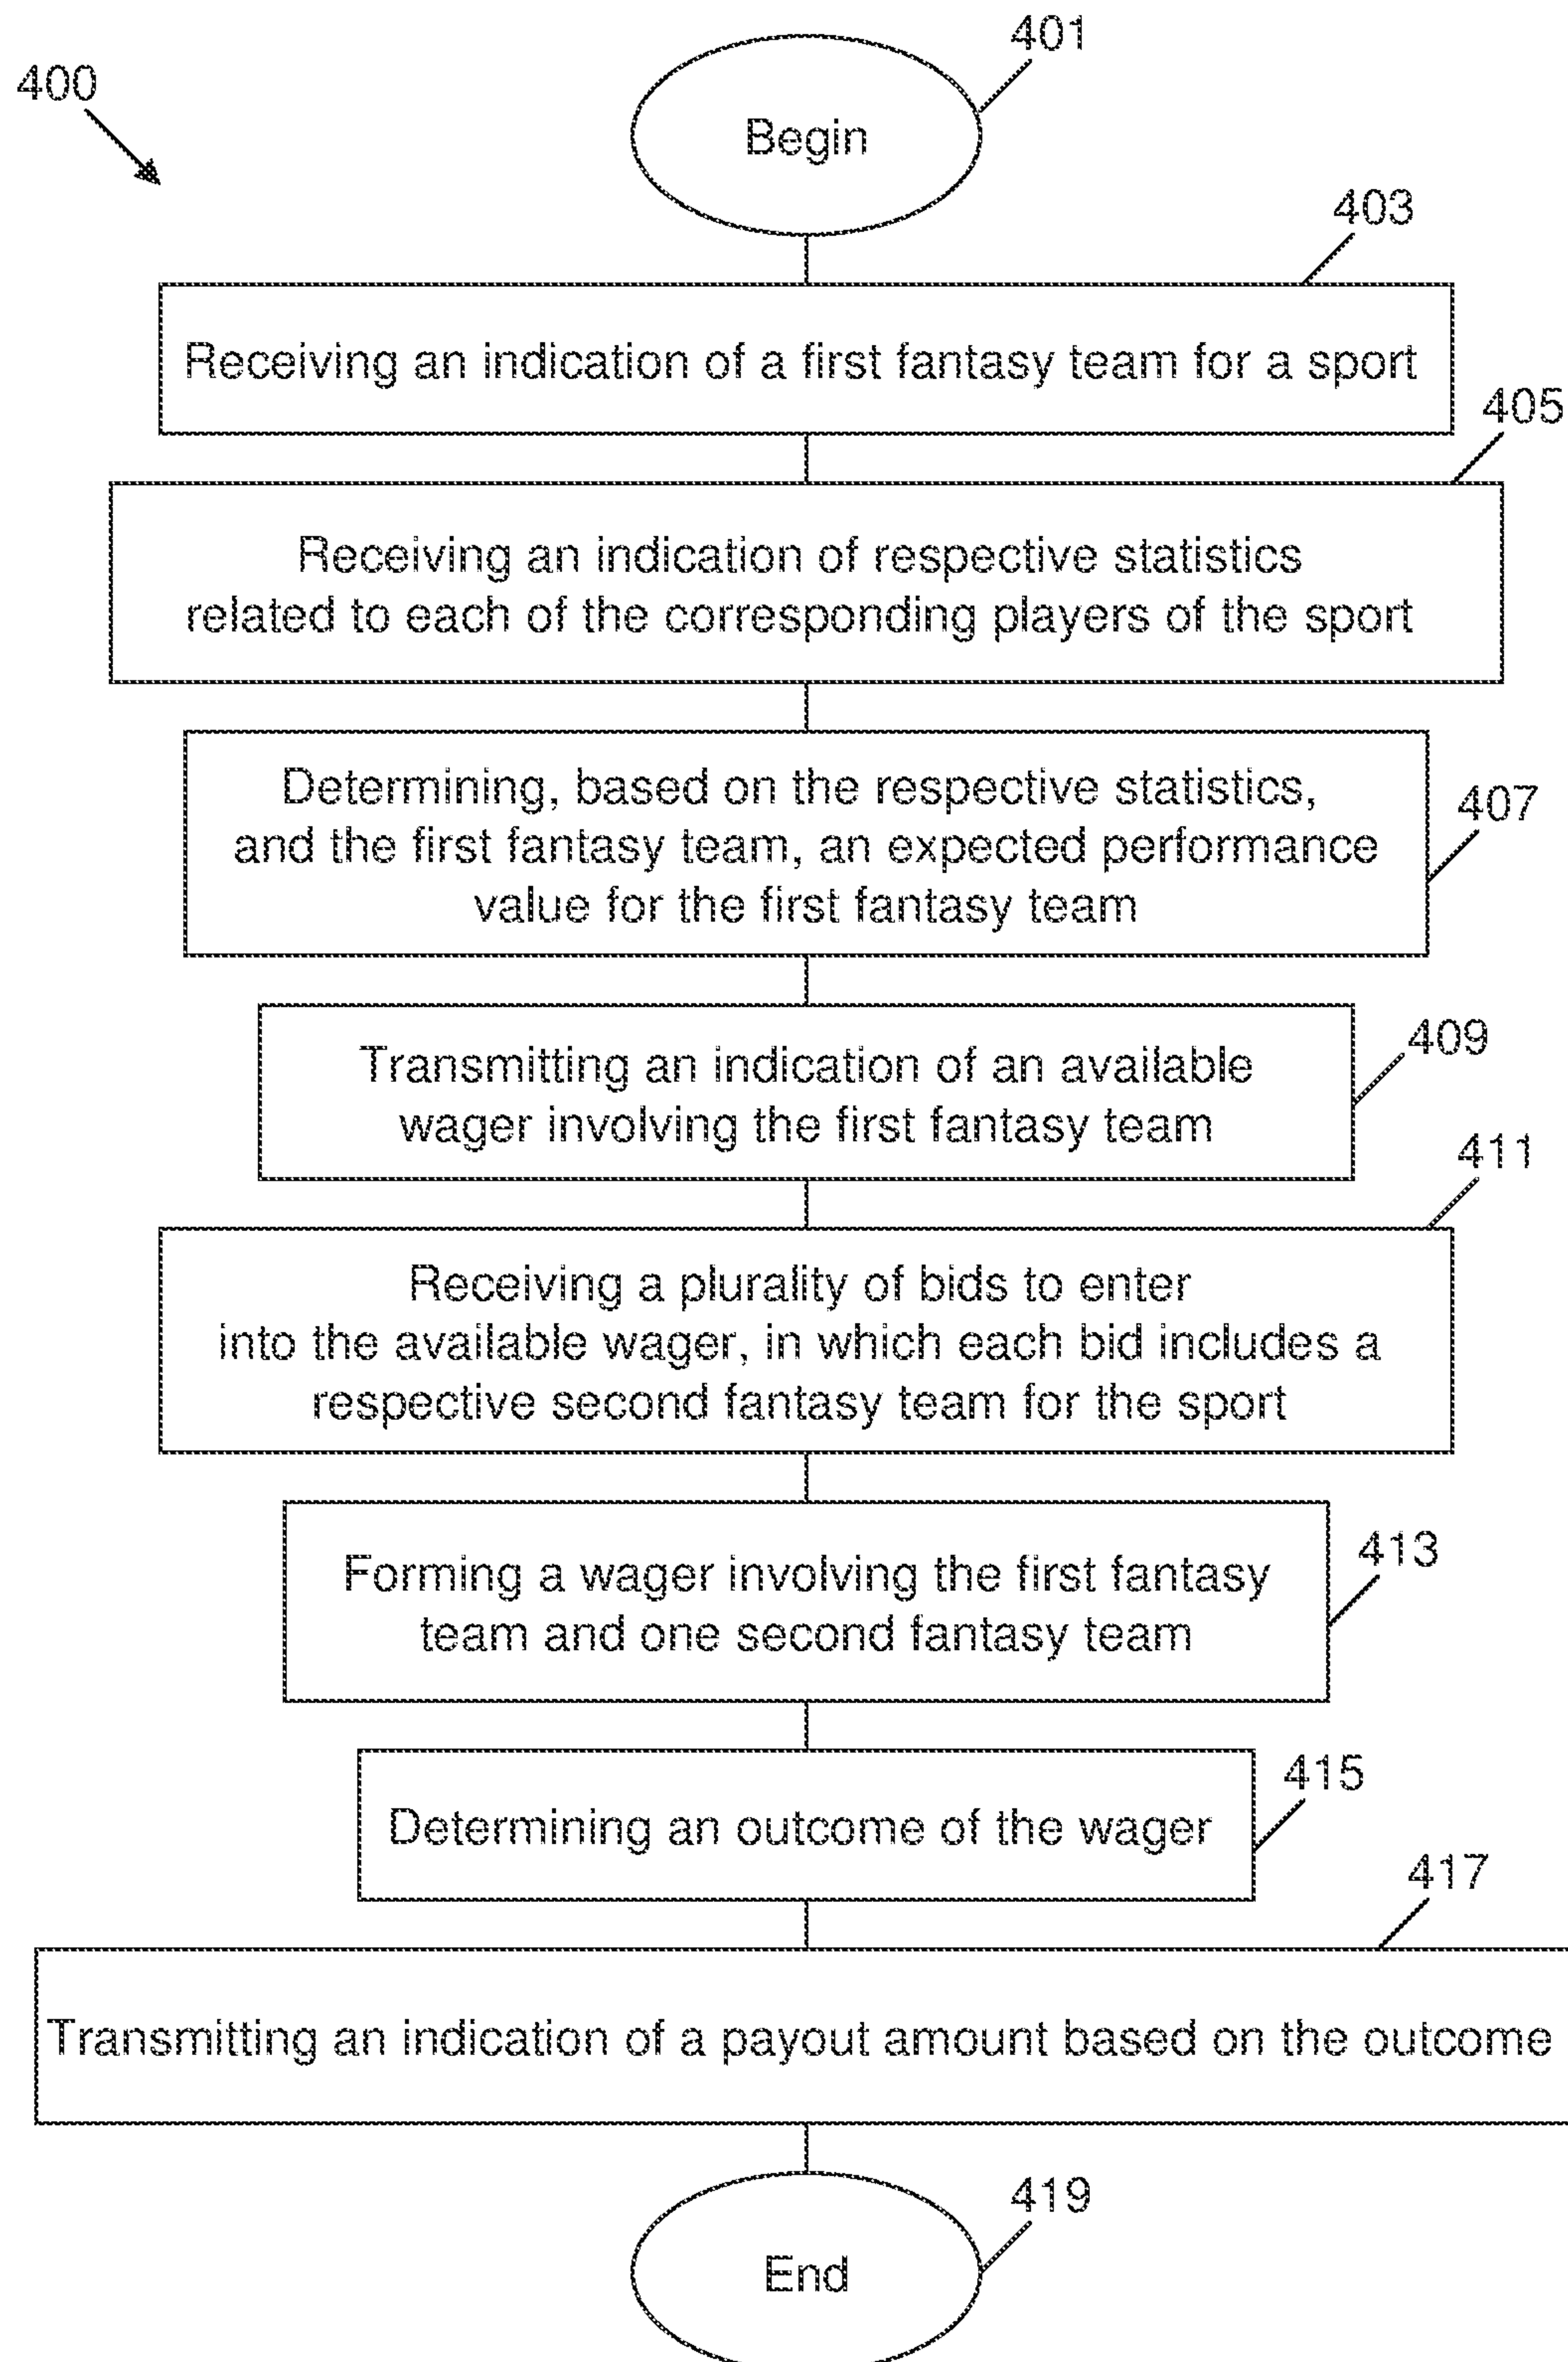 400
401
Begin
403
Receiving an indication of a first fantasy team for a sport
405
Receiving an indication of respective statistics
related to each of the corresponding players of the sport
Determining, based on the respective statistics,
and the first fantasy team, an expected performance
value for the first fantasy team
407
Transmitting an indication of an available
wager involving the first fantasy team
409
411
Receiving a plurality of bids to enter
into the available wager, in which each bid includes a
respective second fantasy team for the sport
Forming a wager involving the first fantasy
team and one second fantasy team
413
Determining an outcome of the wager
415
417
Transmitting an indication of a payout amount based on the outcome
End
419